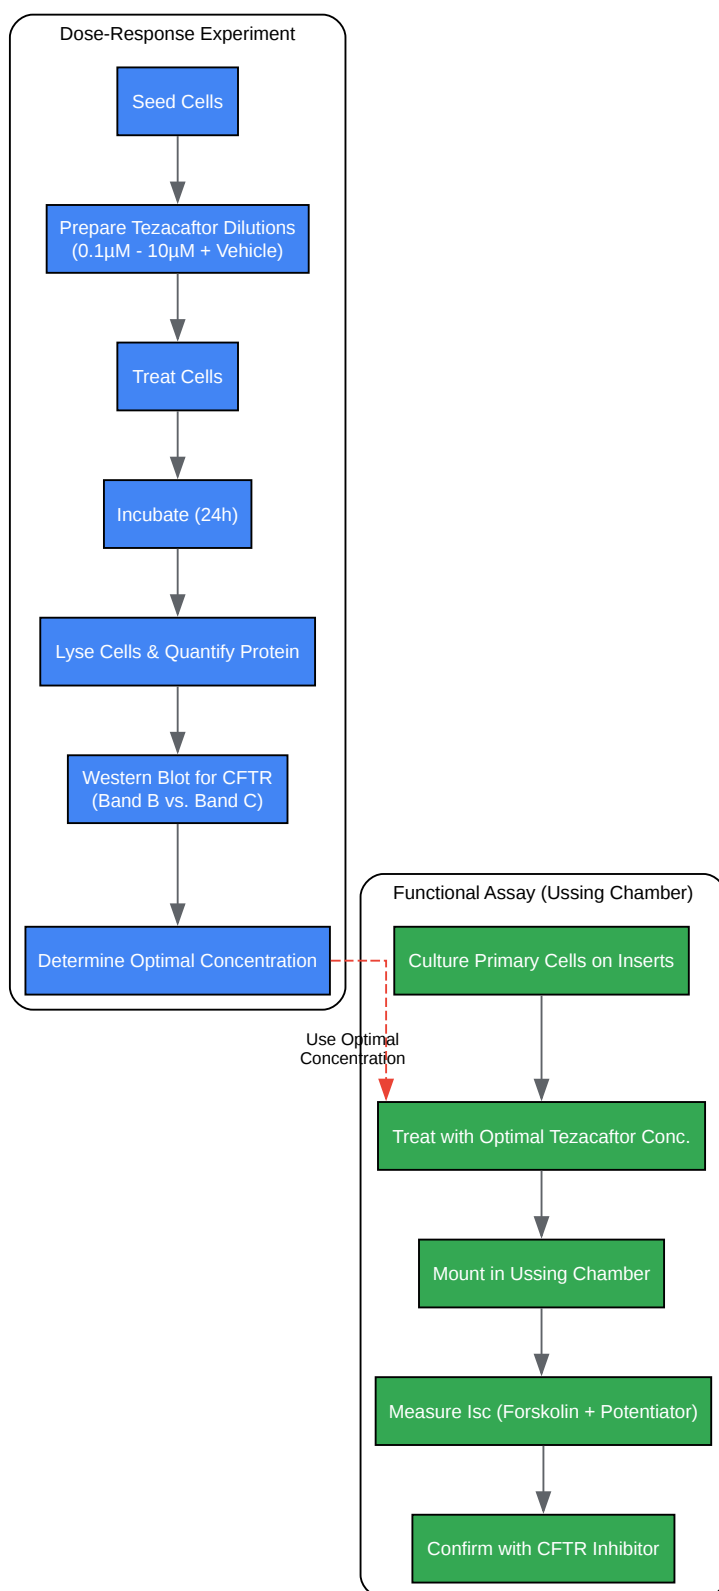 Dose-Response Experiment
Seed Cells
Prepare Tezacaftor Dilutions
(0.1µM - 10µM + Vehicle)
Treat Cells
Incubate (24h)
Lyse Cells & Quantify Protein
Western Blot for CFTR
(Band B vs. Band C)
Determine Optimal Concentration
Use Optimal
Concentration
Functional Assay (Ussing Chamber)
Culture Primary Cells on Inserts
Treat with Optimal Tezacaftor Conc.
Mount in Ussing Chamber
Measure Isc (Forskolin + Potentiator)
Confirm with CFTR Inhibitor